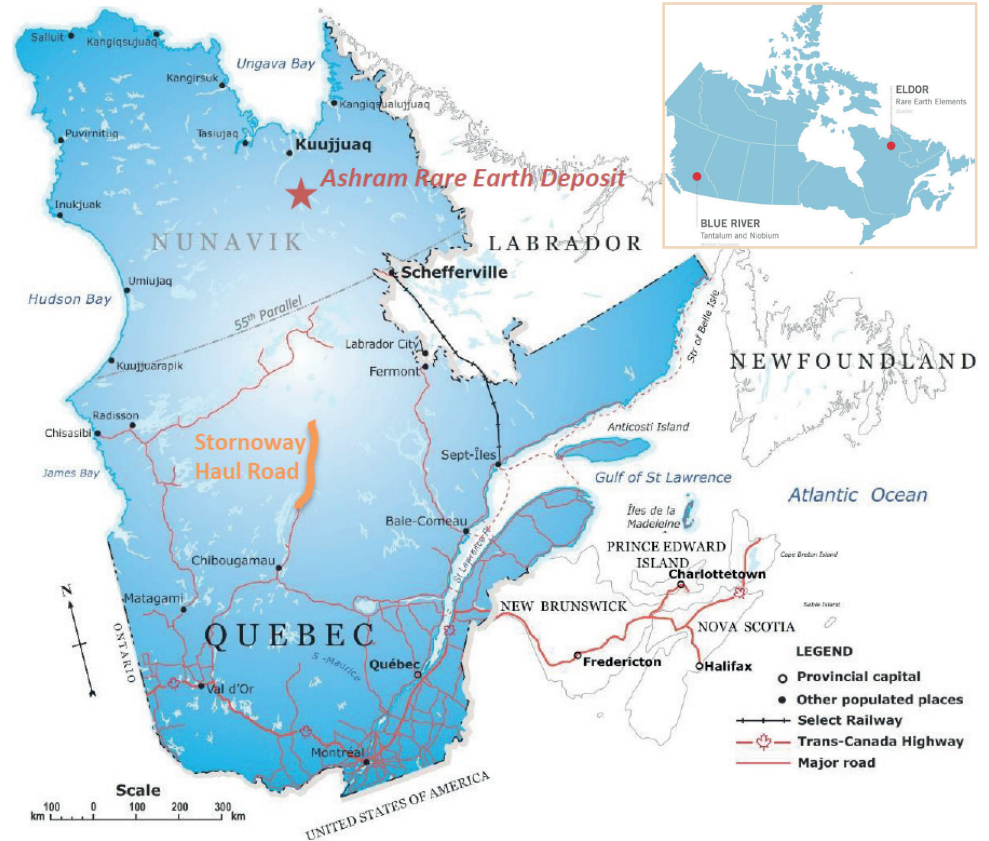 Salluit
Kangiqsujuaq
Ungava Bay
Kangirsuk
Kangiqsualujjuaq
Puvirnituq
Tasiujaq
Kuujjuaq
Ashram Rare Earth Deposit
Inukjuak
NUNAVIK
LABRADOR
Schefferville
Umiujaq
Hudson Bay
55th Parallel
Str of Belle Isle
Labrador City
Fermont
NEWFOUNDLAND
Kuujjuarapik
Radisson
Chisasibi
Stornoway
Haul Road
Anticosti Island
James Bay
Sept-Îles
Gulf of St Lawrence
Atlantic Ocean
Îles de la
Madeleine
Baie-Comeau
St Lawrence R
PRINCE EDWARD
ISLAND
Cape Breton Island
Chibougamau
Charlottetown
N
Matagami
NEW BRUNSWICK
Sable Island
ONTARIO
QUEBEC
NOVA SCOTIA
S -Maurice
Québec
Fredericton
Halifax
Val d'Or
Montréal
UNITED STATES OF AMERICA
LEGEND
Provincial capital
Other populated places
Select Railway
Trans-Canada Highway
Major road
Scale
100 0 100 200 300
km km
ELDOR
Rare Earth Elements
BLUE RIVER
Tantalum and Niobium